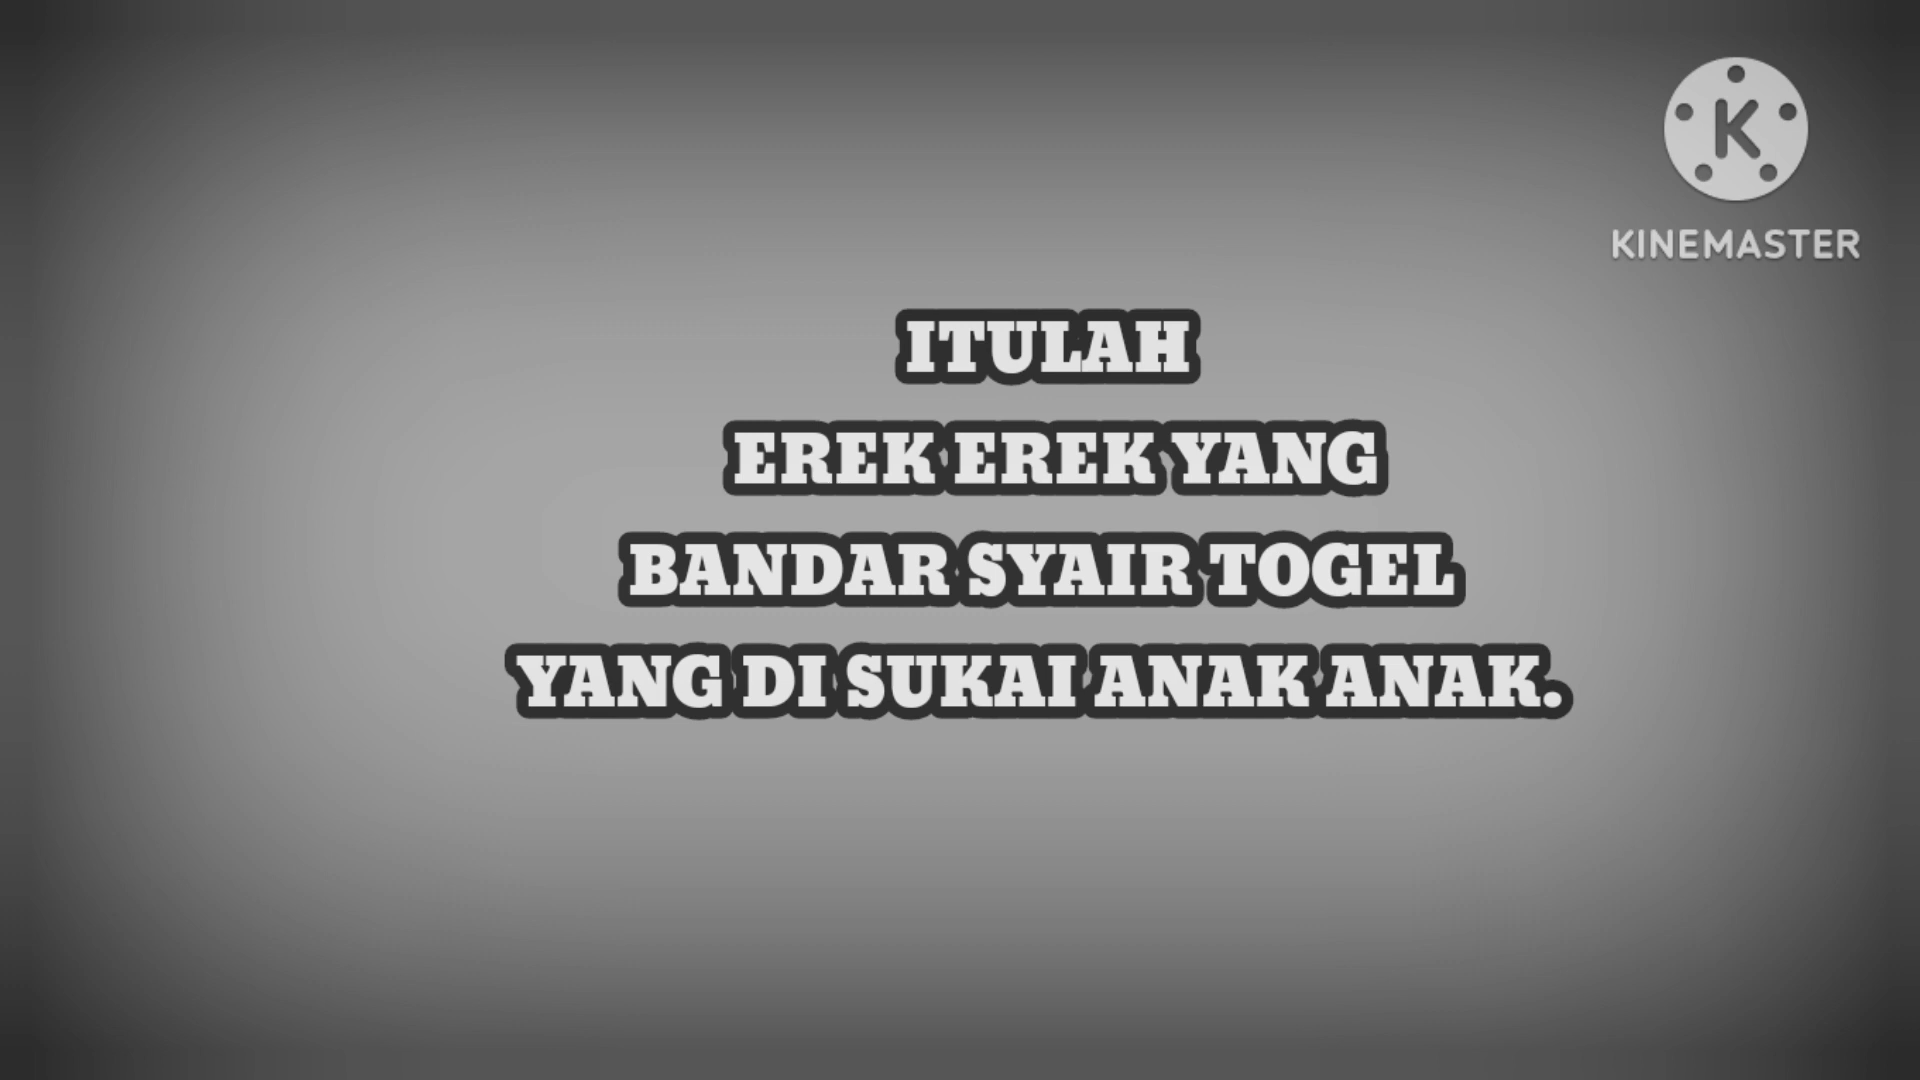 K
KINEMASTER
ITULAH
EREK EREK YANG
BANDAR SYAIR TOGEL
YANG DI SUKAI ANAK ANAK.